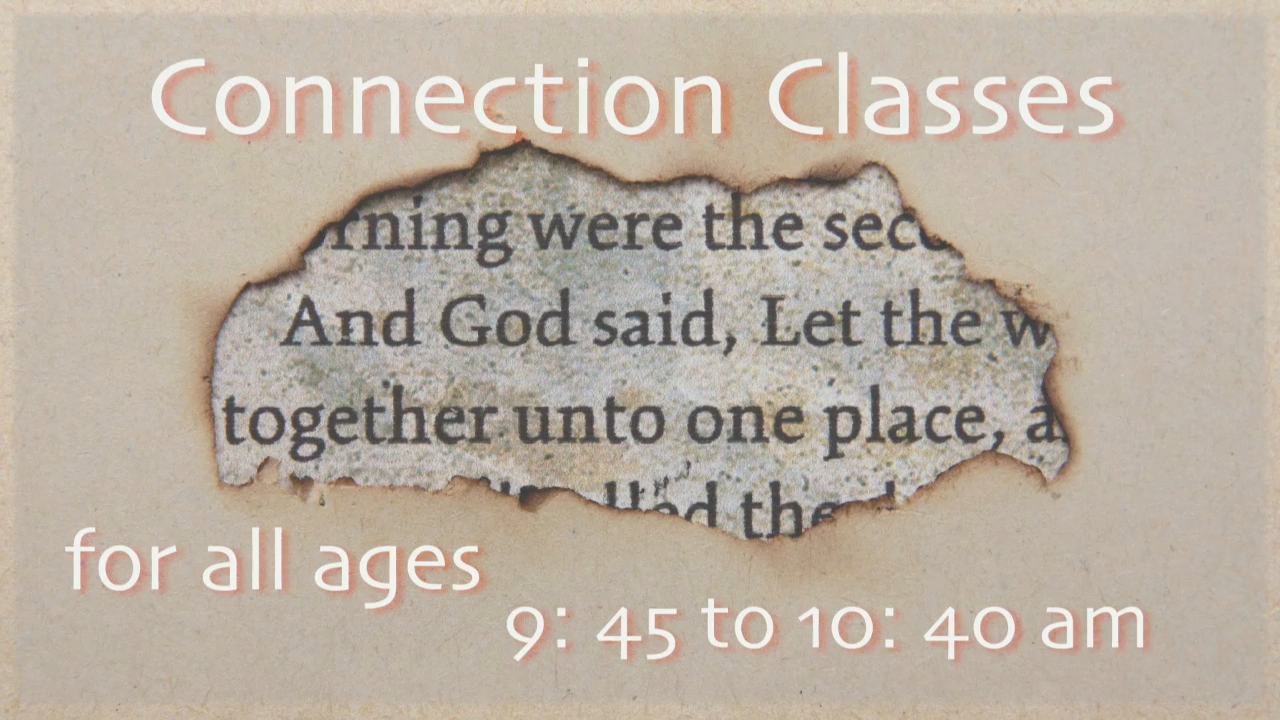 Connection Classes
rning were the sec
And God said, Let the w
together unto one place, a
the
for all ages
9: 45 to 10: 40 am